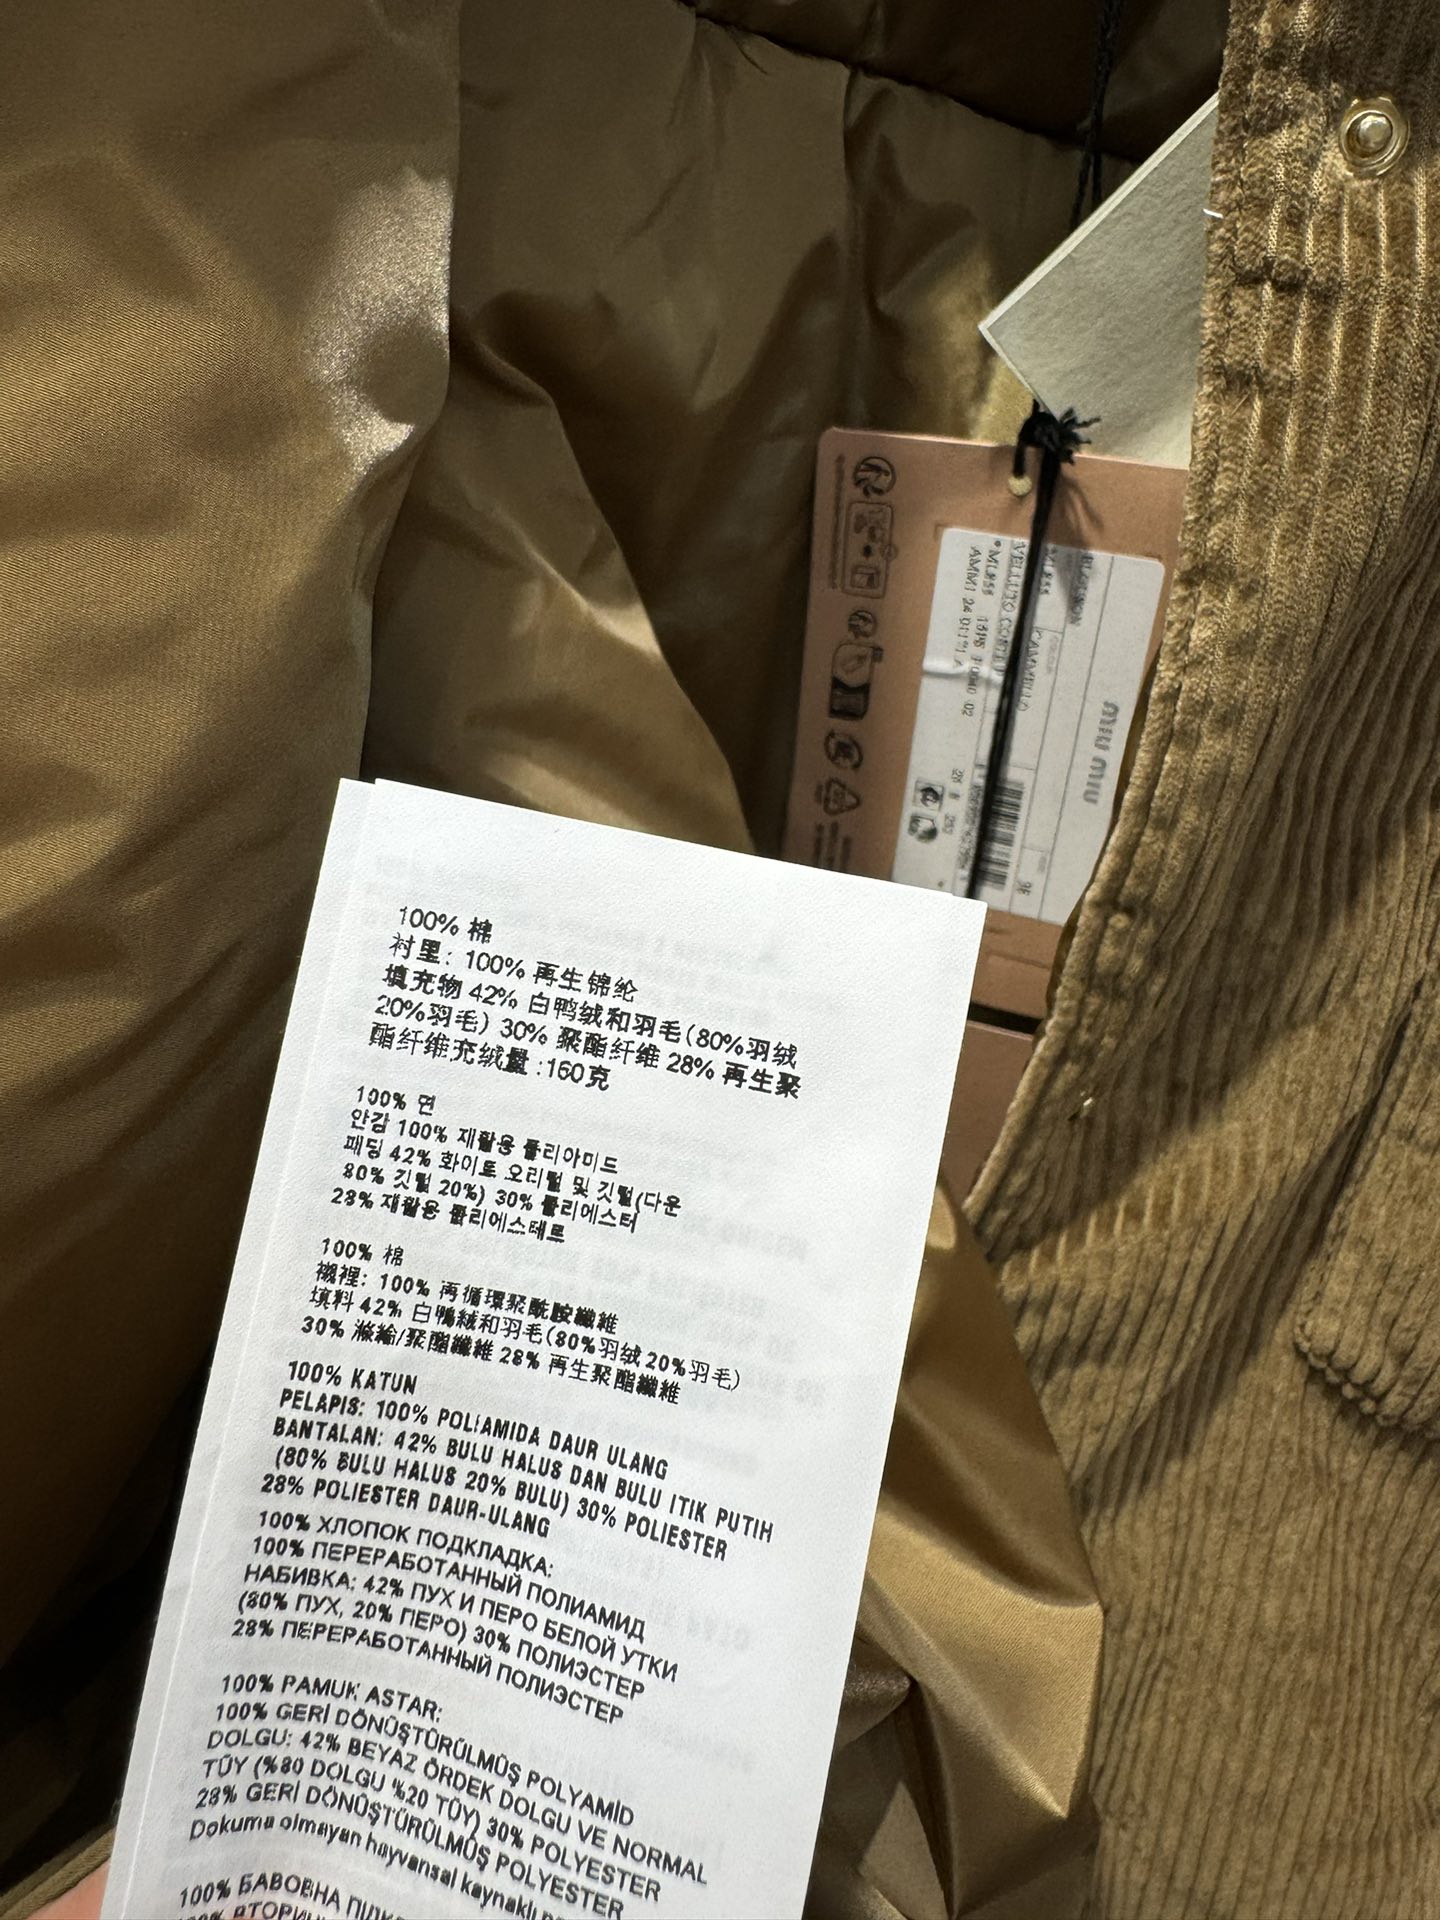 MIU MIU
BLOUSON
ML855
CAMMELLO
VELLUTO
*ML855
38
100% 棉
衬里: 100% 再生锦纶
填充物 42% 白鸭绒和羽毛(80%羽绒
20%羽毛) 30% 聚酯纤维 28% 再生聚
酯纤维充绒量 :160克
100% 면
안감 100% 재활용 폴리아미드
패딩 42% 화이트 오리털 및 깃털(다운
80% 깃털 20%) 30% 폴리에스터
28% 재활용 폴리에스테르
100% 棉
襯裡: 100% 再循環聚酰胺纖維
填料 42% 白鴨絨和羽毛(80%羽绒 20%羽毛)
30% 滌綸/聚酯纖維 28% 再生聚酯纖維
100% KATUN
PELAPIS: 100% POLIAMIDA DAUR ULANG
BANTALAN: 42% BULU HALUS DAN BULU ITIK PUTIH
(80% BULU HALUS 20% BULU) 30% POLIESTER
28% POLIESTER DAUR-ULANG
100% ХЛОПОК ПОДКЛАДКА:
100% ПЕРЕРАБОТАННЫЙ ПОЛИАМИД
НАБИВКА: 42% ПУХ И ПЕРО БЕЛОЙ УТКИ
(80% ПУХ, 20% ПЕРО) 30% ПОЛИЭСТЕР
28% ПЕРЕРАБОТАННЫЙ ПОЛИЭСТЕР
100% PAMUK ASTAR:
100% GERİ DÖNÜŞTÜRÜLMÜŞ POLYAMİD
DOLGU: 42% BEYAZ ÖRDEK DOLGU VE NORMAL
TÜY (%80 DOLGU %20 TÜY) 30% POLYESTER
28% GERİ DÖNÜŞTÜRÜLMÜŞ POLYESTER
Dokuma olmayan hayvansal kaynaklı
100% БАВОВНА